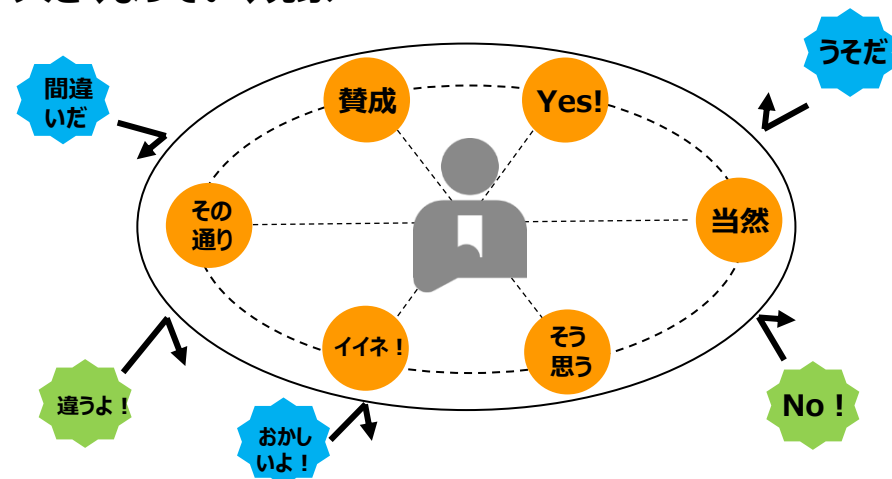 うそだ
間違
いだ
賛成
Yes!
その
通り
当然
イイネ！
そう
思う
違うよ！
No！
おかし
いよ！